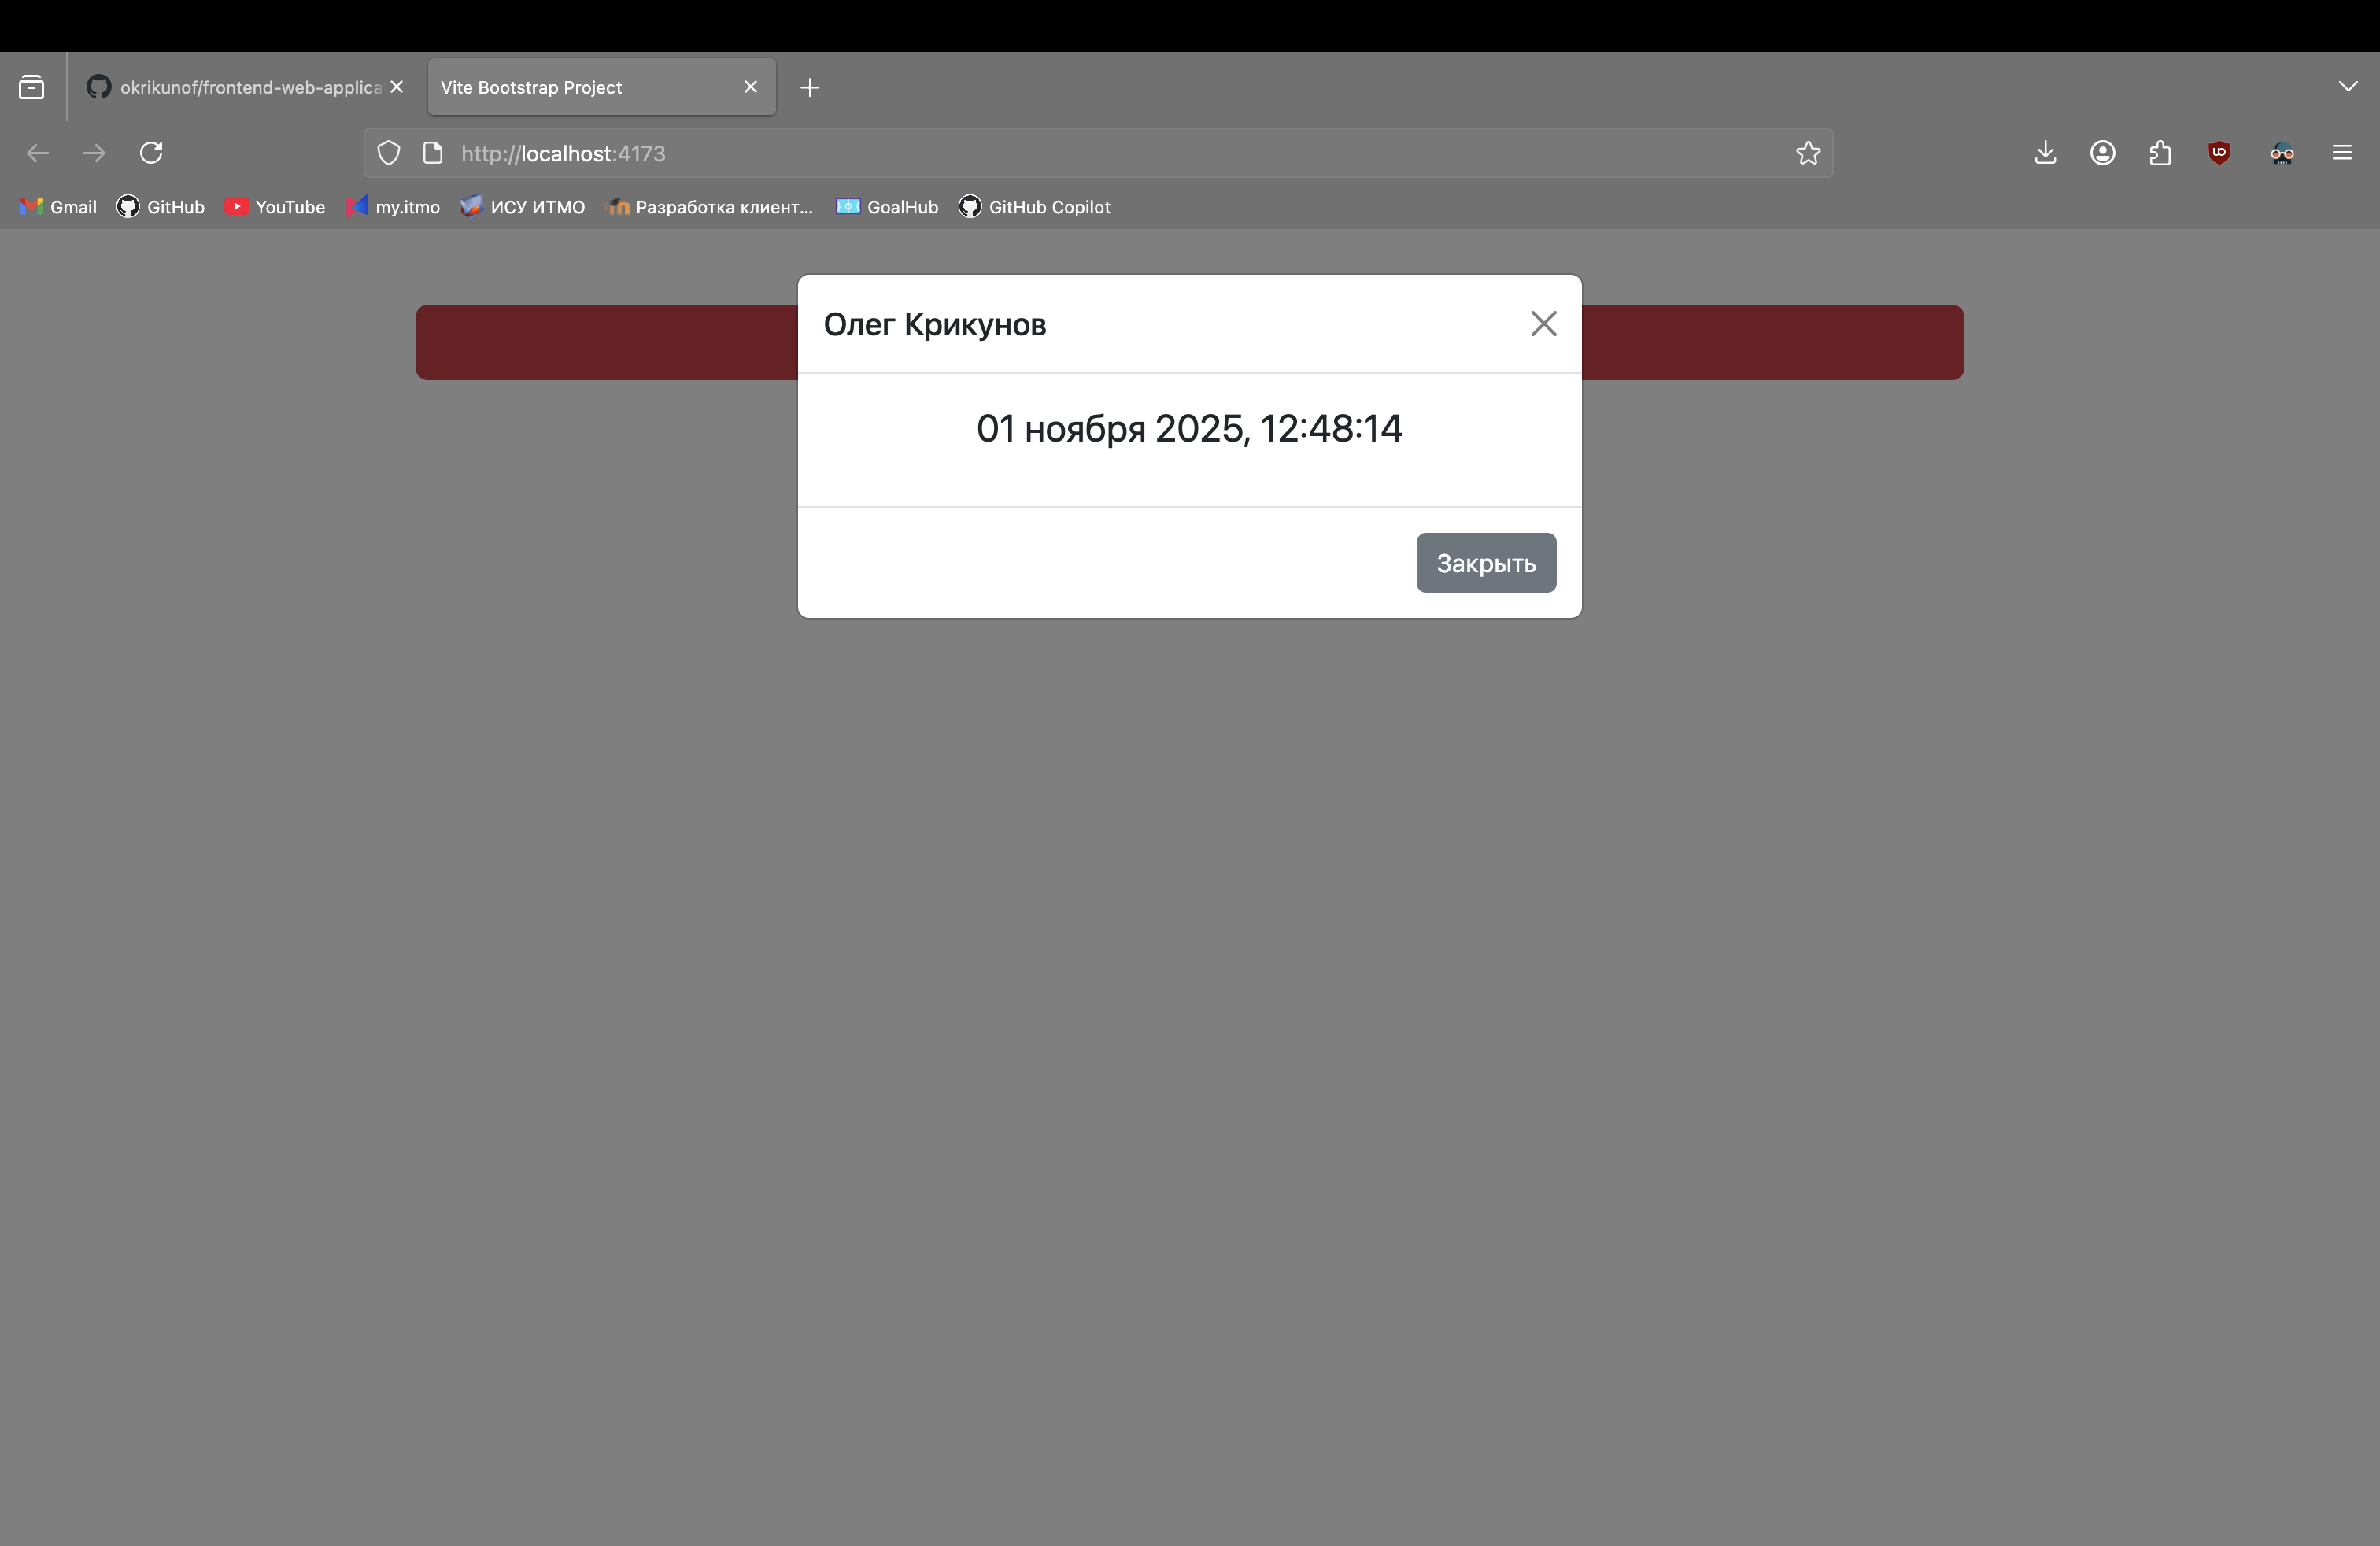 okrikunof/frontend-web-applica
Vite Bootstrap Project
http://localhost:4173
Gmail
GitHub
YouTube
my.itmo
ИСУ ИТМО
Разработка клиент...
GoalHub
GitHub Copilot
Олег Крикунов
01 ноября 2025, 12:48:14
Закрыть